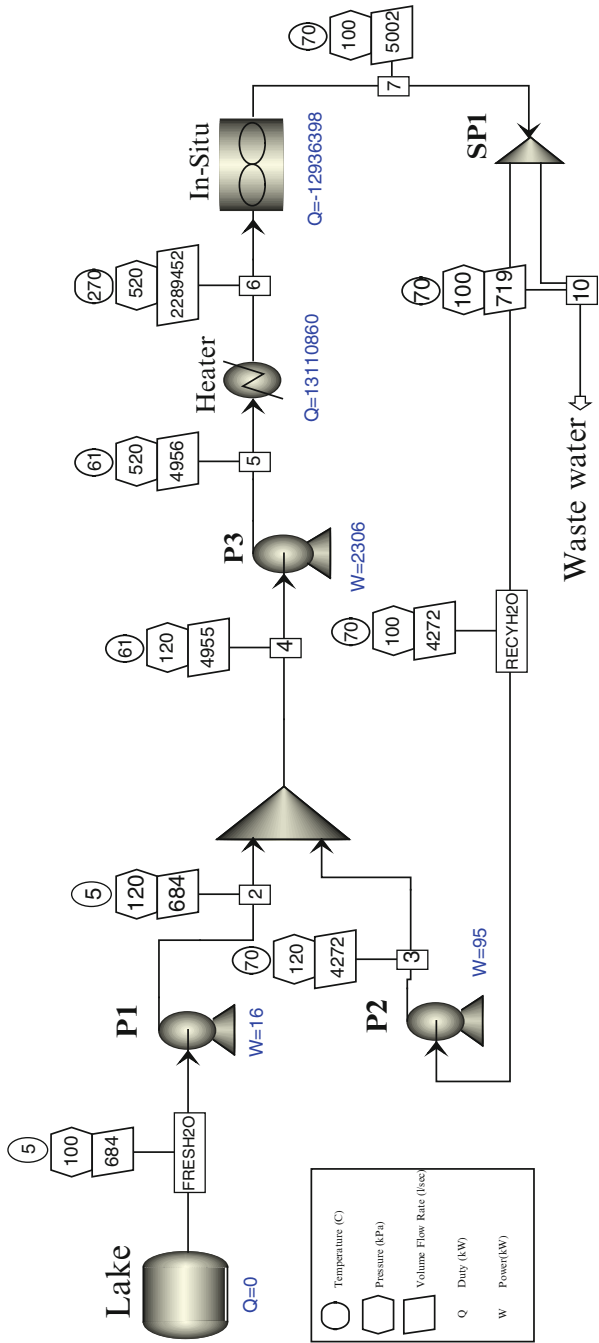 Lake
Q=0
5
100
684
FRESH2O
P1
W=16
5
120
684
2
70
120
4272
3
P2
W=95
61
120
4955
4
P3
W=2306
61
520
4956
5
Heater
Q=13110860
270
520
2289452
6
In-Situ
Q=-12936398
70
100
5002
7
SP1
70
100
719
10
Waste water
70
100
4272
RECYH2O
Temperature (C)
Pressure (kPa)
Volume Flow Rate (l/sec)
Q Duty (kW)
W Power(kW)